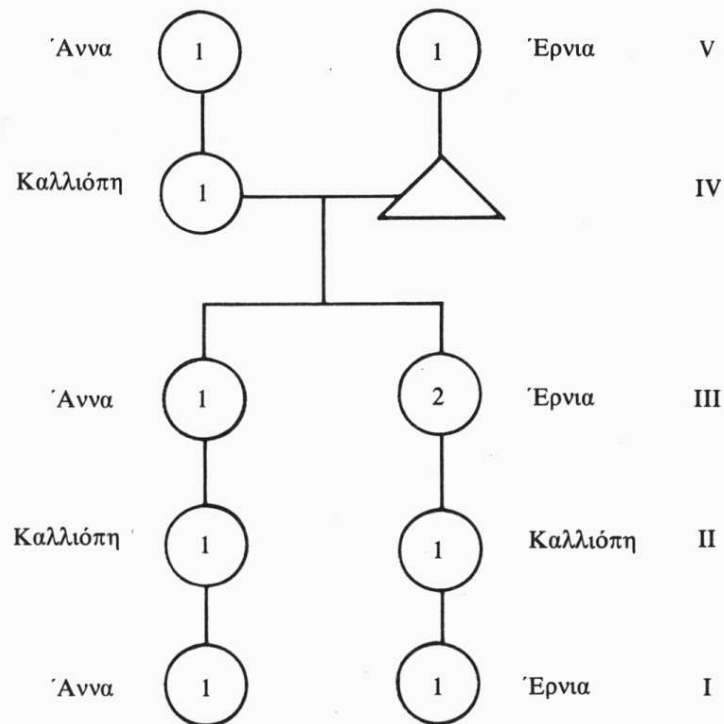 Άννα 1 1 Έρνια V
Καλλιόπη 1 IV
Άννα 1 2 Έρνια III
Καλλιόπη 1 1 Καλλιόπη II
Άννα 1 1 Έρνια I